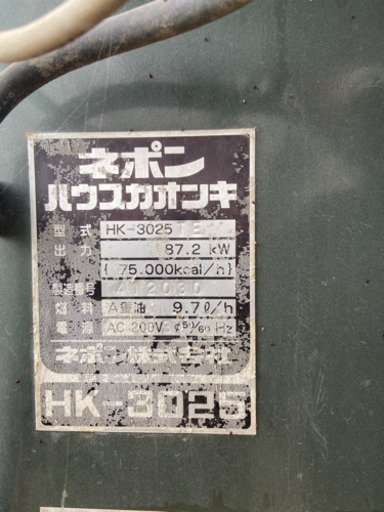 ネポン
ハウスカオンキ
型式 HK-3025
出力 87.2 kW
{ 75.000kcal/h}
製造番号 412030
燃料 A重油 9.7ℓ/h
電源 AC 200V 50/60 Hz
ネポン株式会社
HK-3025